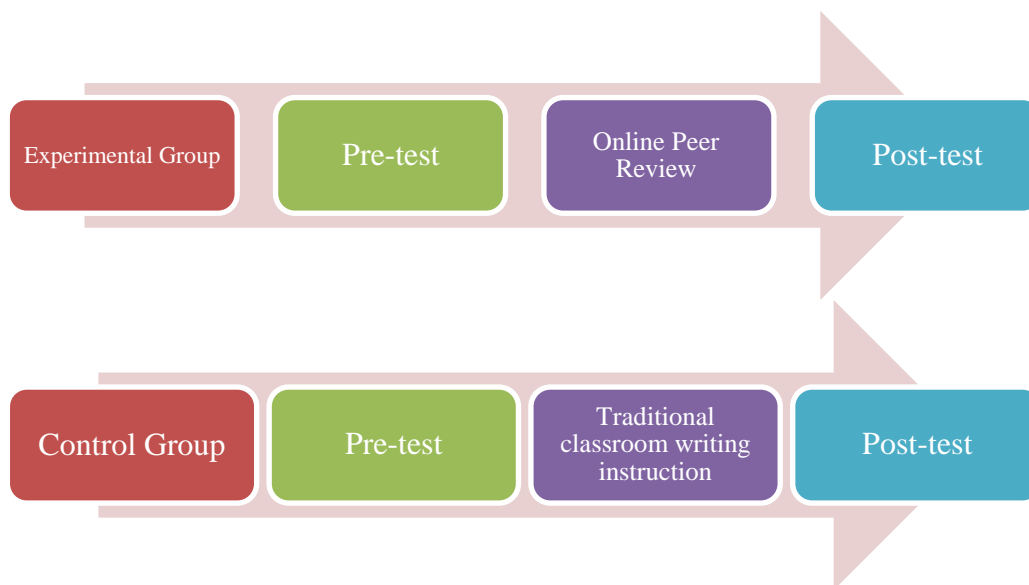 Experimental Group
Pre-test
Online Peer
Review
Post-test
Control Group
Pre-test
Traditional
classroom writing
instruction
Post-test